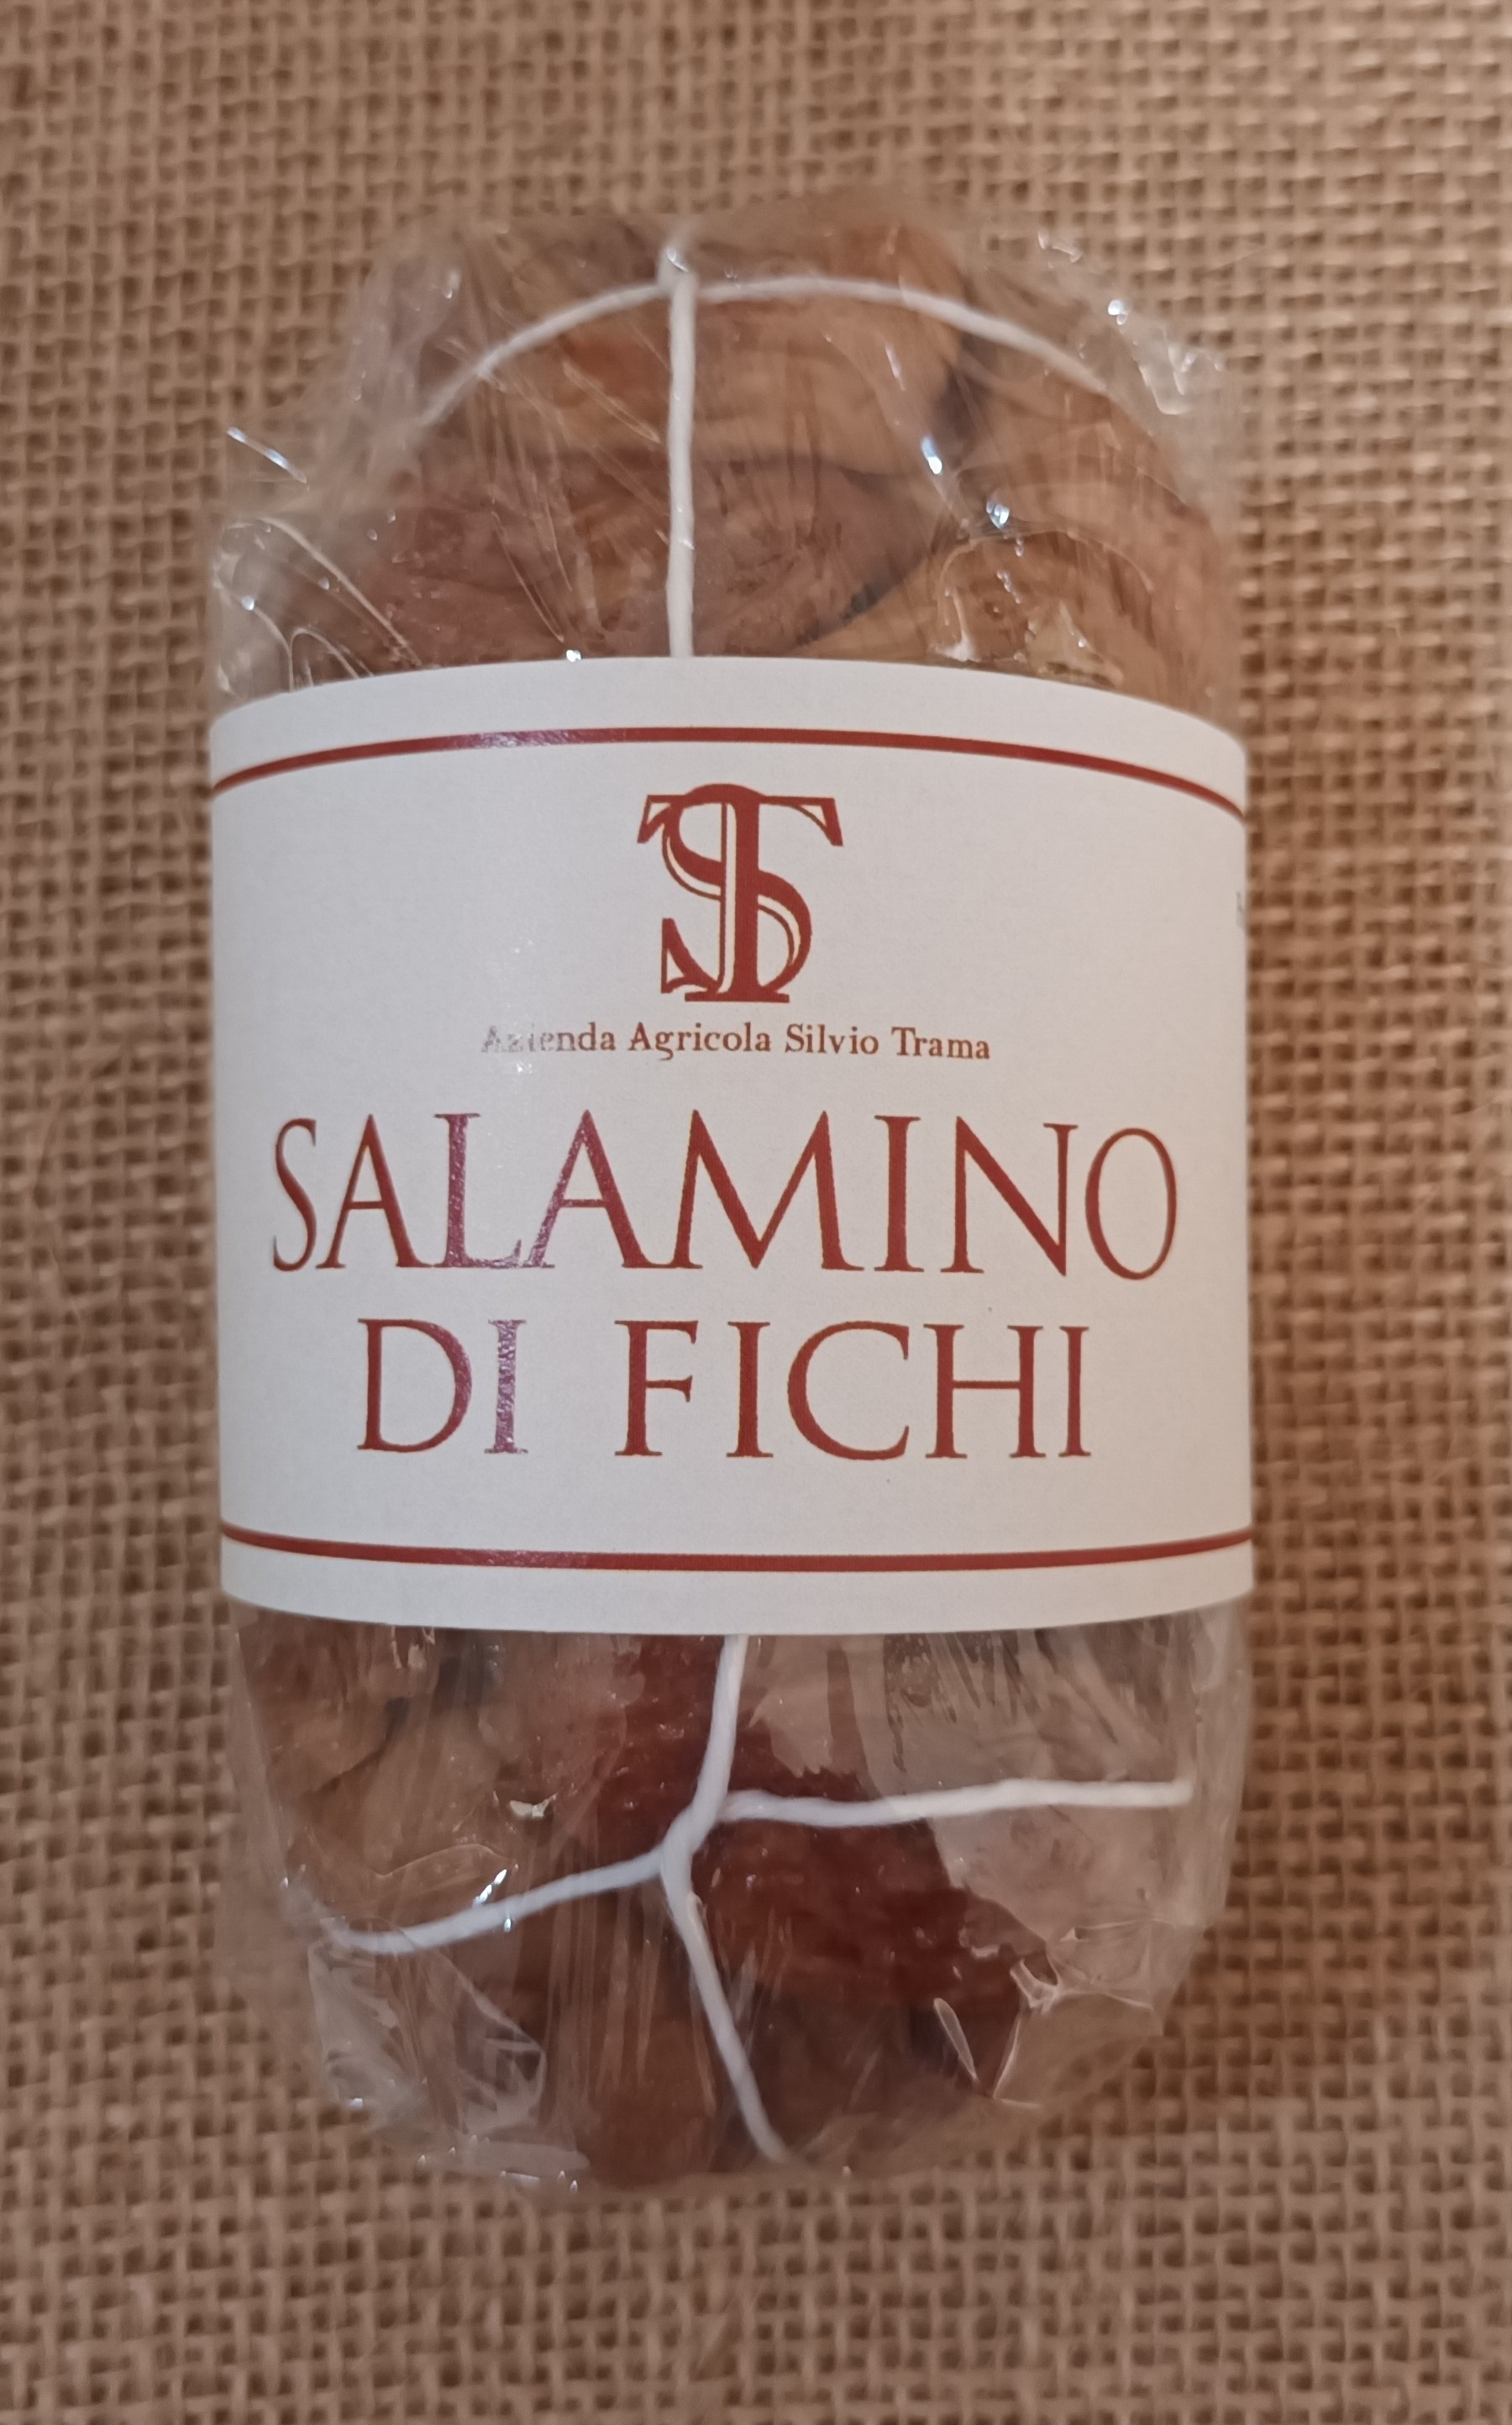 ST
Azienda Agricola Silvio Trama
SALAMINO
DI FICHI